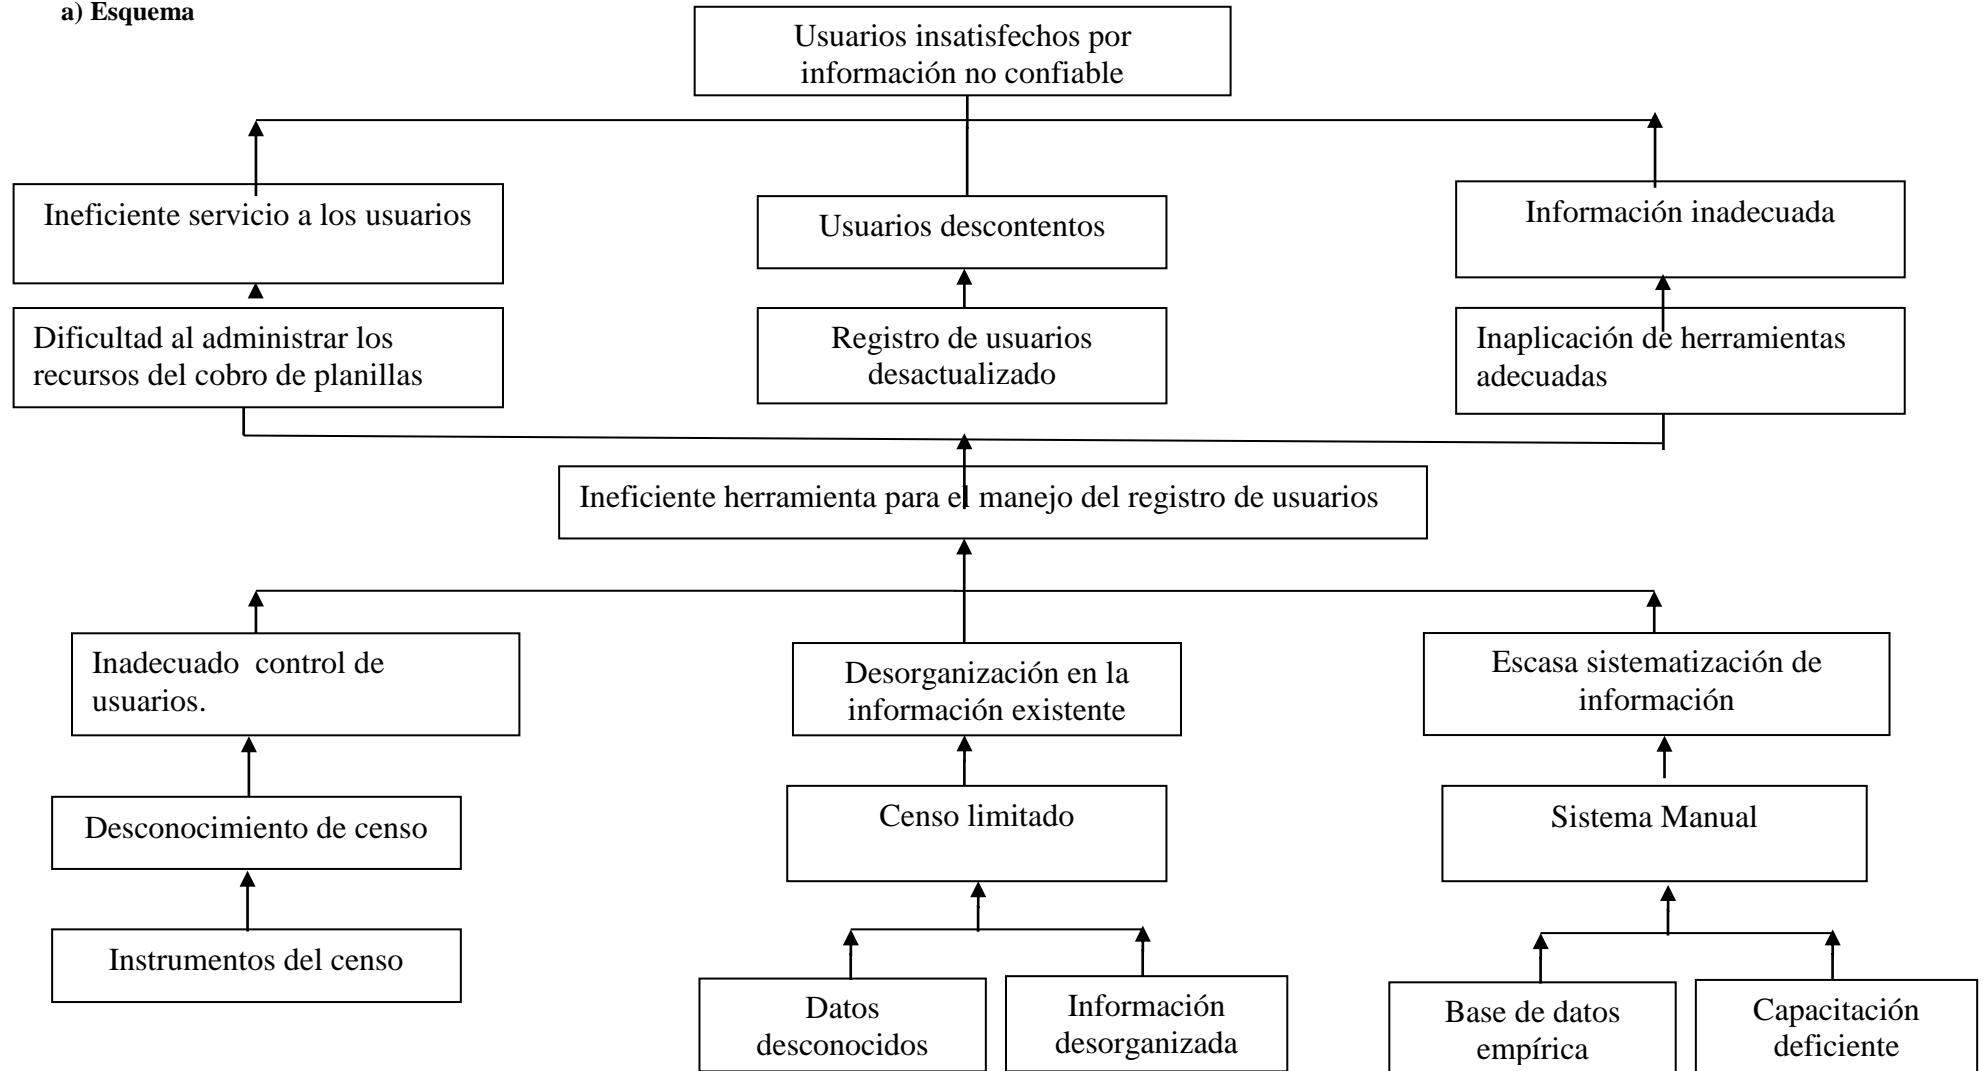 a) Esquema
Usuarios insatisfechos por
información no confiable
Ineficiente servicio a los usuarios
Usuarios descontentos
Información inadecuada
Dificultad al administrar los
recursos del cobro de planillas
Registro de usuarios
desactualizado
Inaplicación de herramientas
adecuadas
Ineficiente herramienta para el manejo del registro de usuarios
Inadecuado  control de
usuarios.
Desorganización en la
información existente
Escasa sistematización de
información
Desconocimiento de censo
Censo limitado
Sistema Manual
Instrumentos del censo
Datos
desconocidos
Información
desorganizada
Base de datos
empírica
Capacitación
deficiente